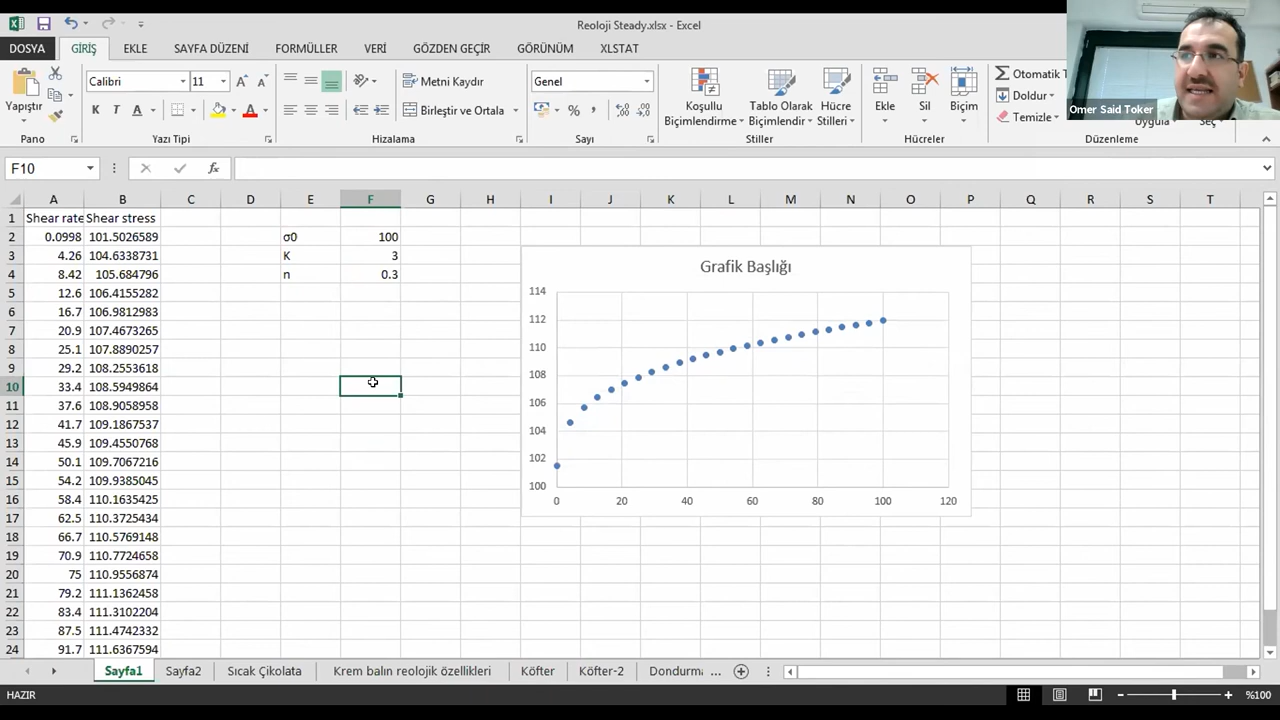 Reoloji Steady.xlsx - Excel
DOSYA GİRİŞ EKLE SAYFA DÜZENİ FORMÜLLER VERİ GÖZDEN GEÇİR GÖRÜNÜM XLSTAT
Omer Said Toker
Yapıştır
Calibri 11
K T A
Metni Kaydır
Birleştir ve Ortala
Genel
%
Koşullu Biçimlendirme
Tablo Olarak Biçimlendir
Hücre Stilleri
Ekle
Sil
Biçim
Otomatik T
Doldur
Temizle
Pano Yazı Tipi Hizalama Sayı Stiller Hücreler Düzenleme
F10
fx
A B C D E F G H I J K L M N O P Q R S T
1 Shear rate Shear stress
2 0.0998 101.5026589 σ0 100
3 4.26 104.6338731 K 3
4 8.42 105.684796 n 0.3
5 12.6 106.4155282
6 16.7 106.9812983
7 20.9 107.4673265
8 25.1 107.8890257
9 29.2 108.2553618
10 33.4 108.5949864
11 37.6 108.9058958
12 41.7 109.1867537
13 45.9 109.4550768
14 50.1 109.7067216
15 54.2 109.9385045
16 58.4 110.1635425
17 62.5 110.3725434
18 66.7 110.5769148
19 70.9 110.7724658
20 75 110.9556874
21 79.2 111.1362458
22 83.4 111.3102204
23 87.5 111.4742332
24 91.7 111.6367594
Grafik Başlığı
114
112
110
108
106
104
102
100
0 20 40 60 80 100 120
Sayfa1 Sayfa2 Sıcak Çikolata Krem balın reolojik özellikleri Köfter Köfter-2 Dondurma ...
HAZIR
%100